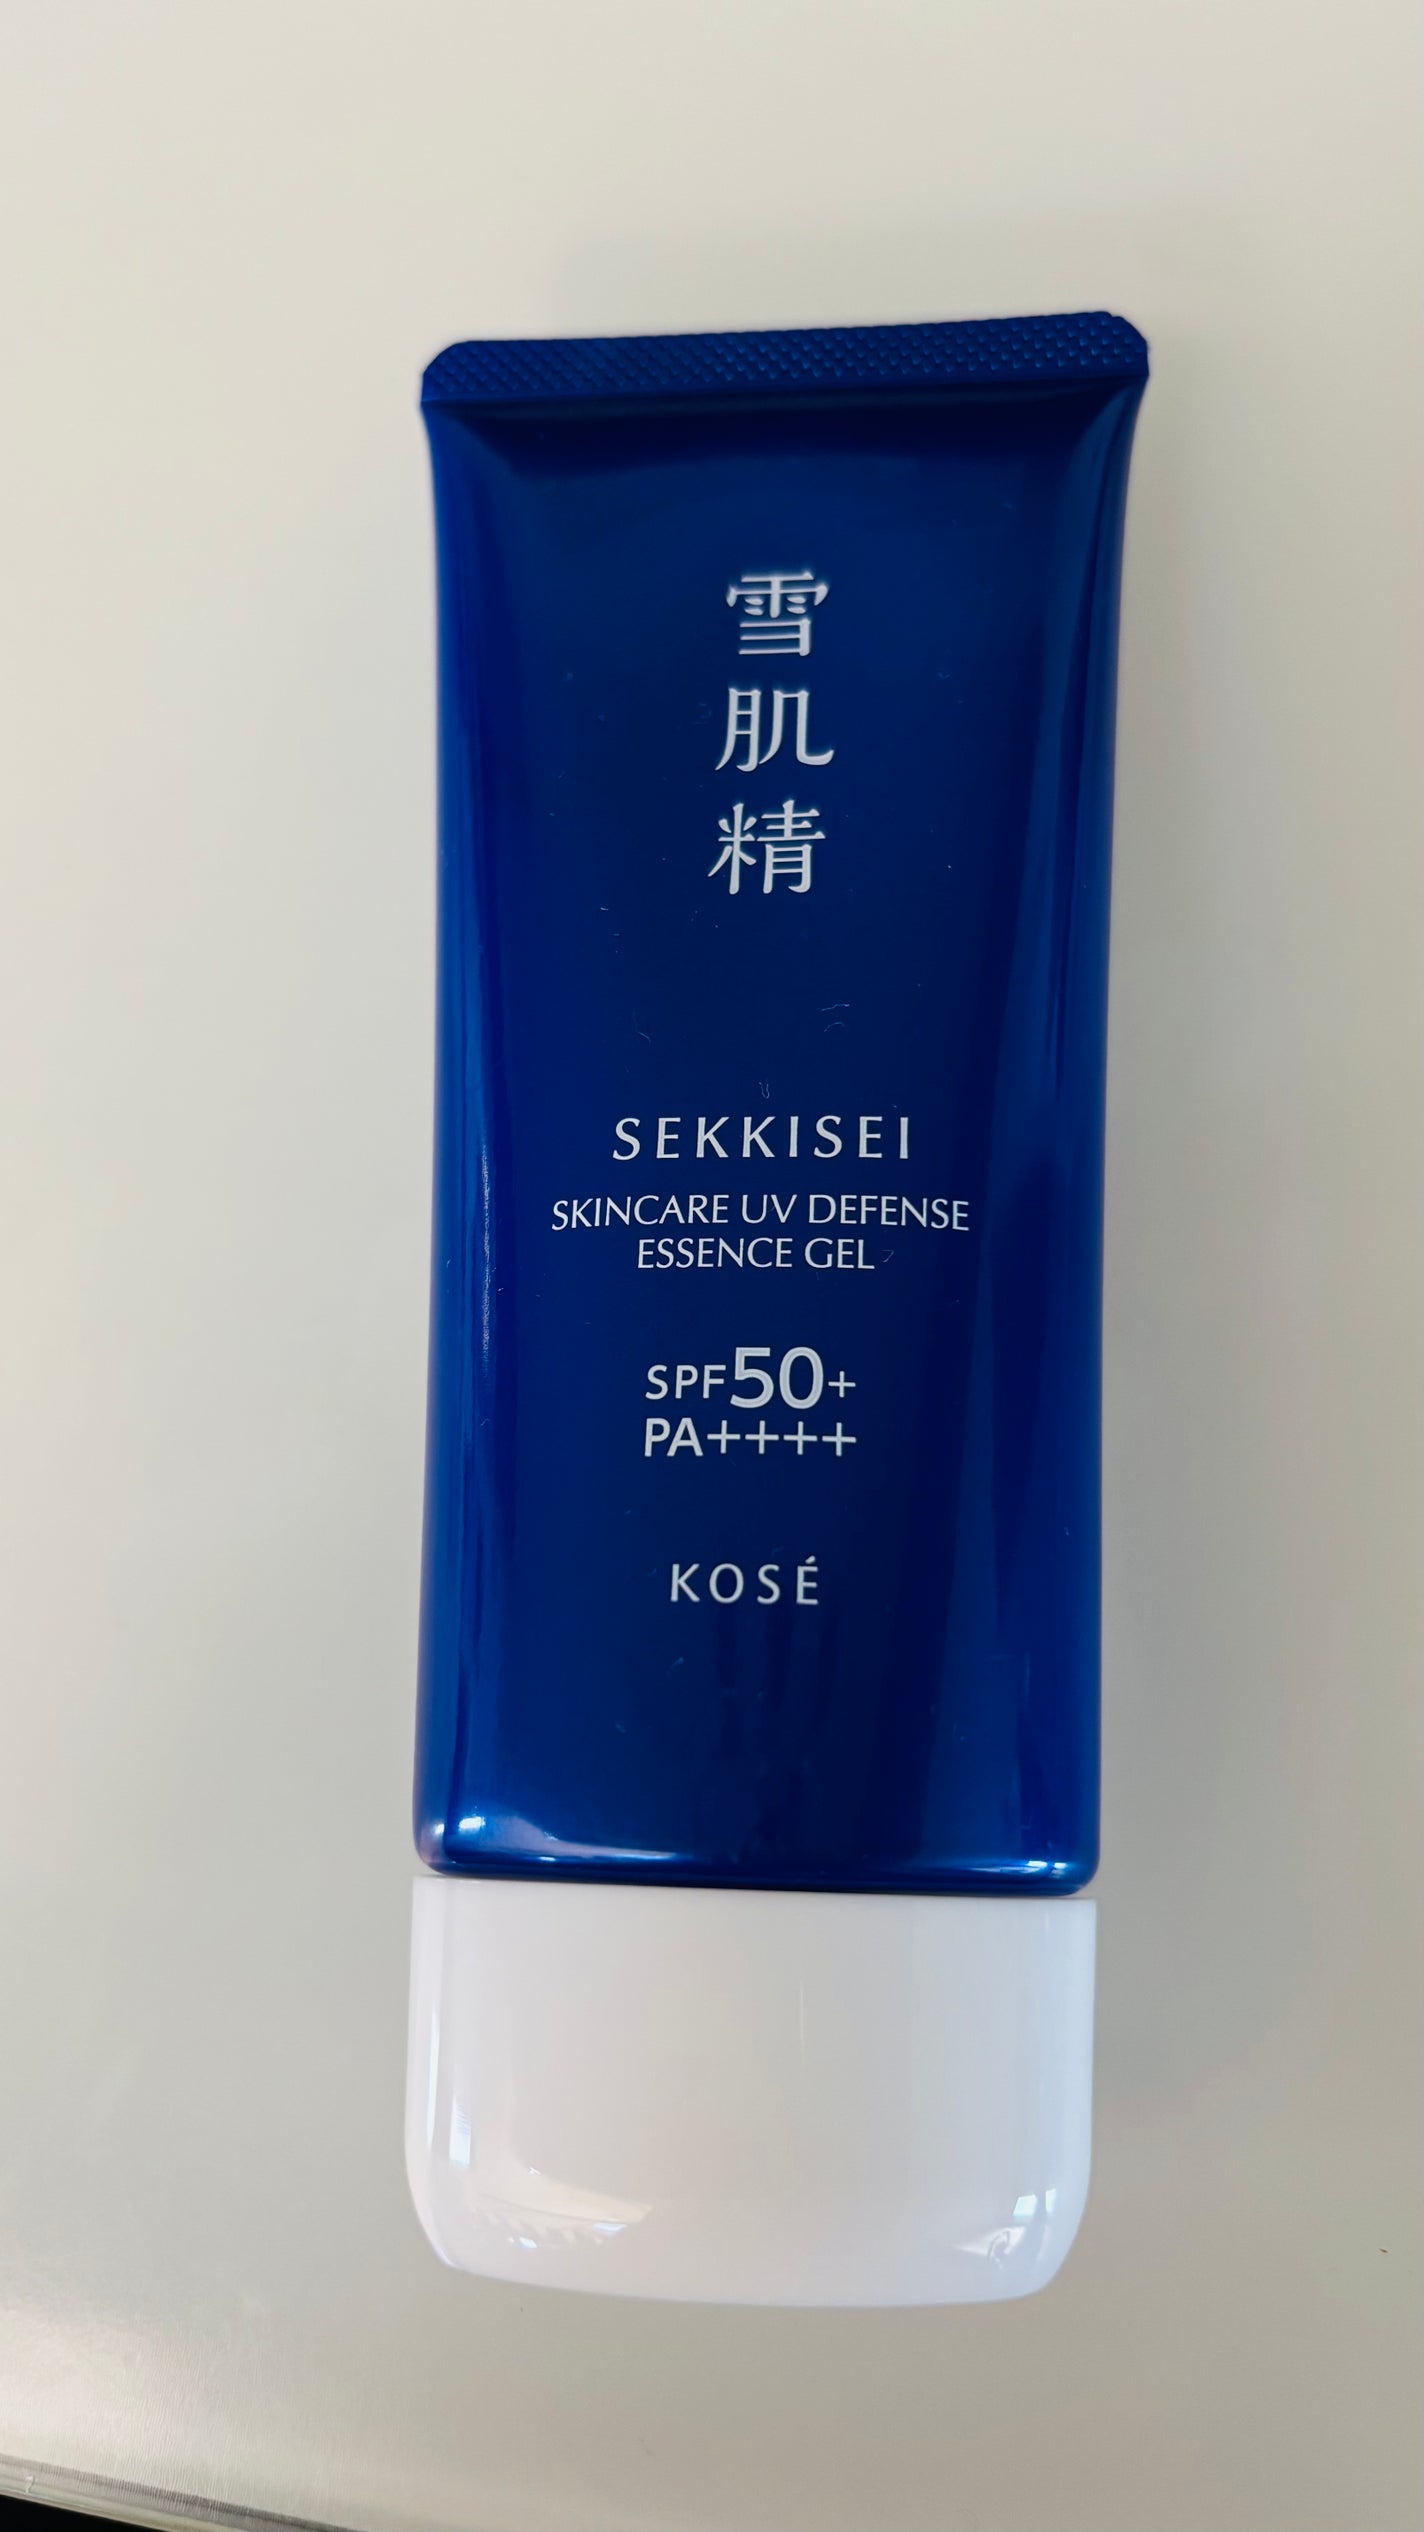 雪肌精
SEKKISEI
SKINCARE UV DEFENSE
ESSENCE GEL
SPF50+
PA++++
KOSÉ